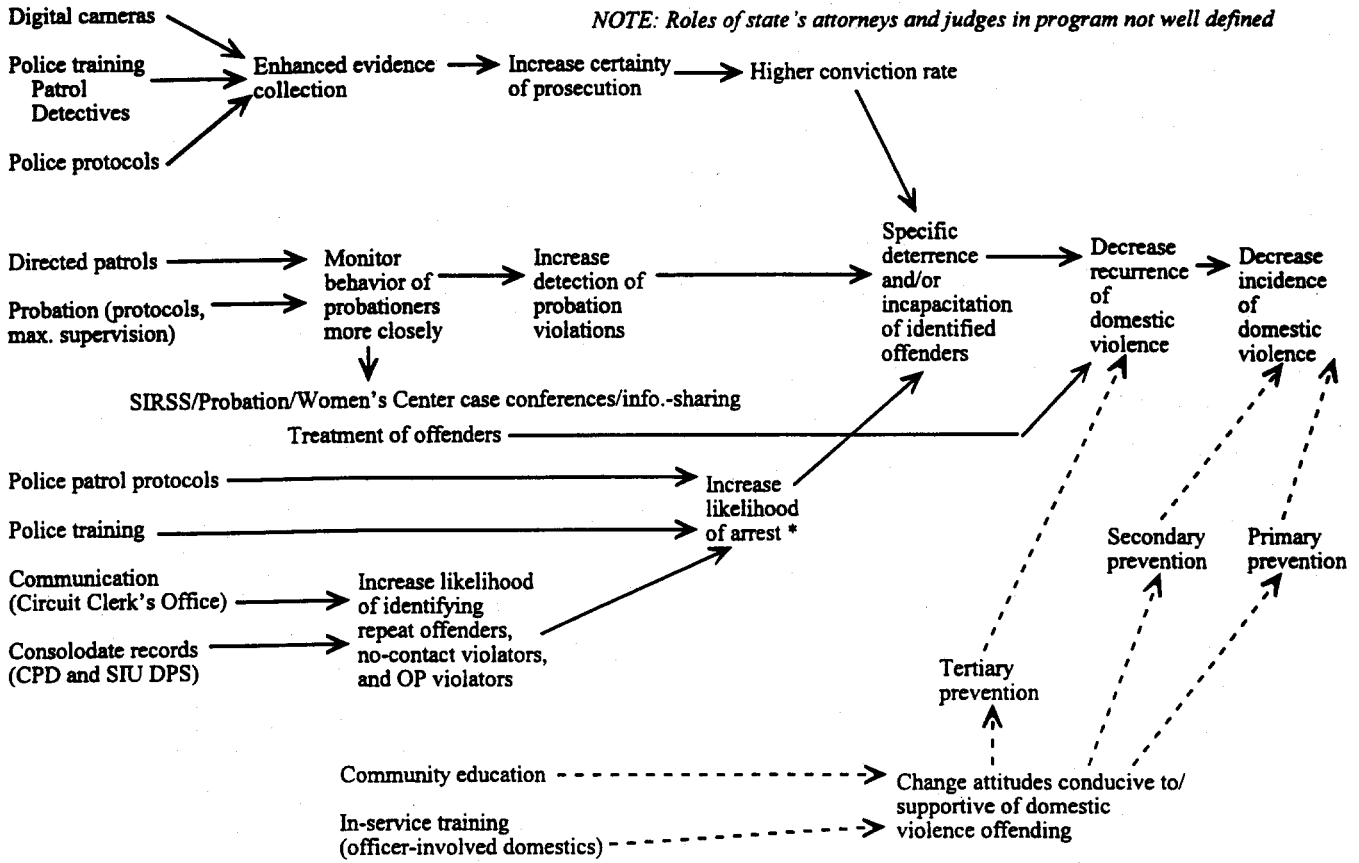 Digital cameras
NOTE: Roles of state's attorneys and judges in program not well defined
Police training
Patrol
Detectives
Enhanced evidence
collection
Increase certainty
of prosecution
Higher conviction rate
Police protocols
Directed patrols
Probation (protocols,
max. supervision)
Monitor
behavior of
probationers
more closely
Increase
detection of
probation
violations
Specific
deterrence
and/or
incapacitation
of identified
offenders
Decrease
recurrence
of
domestic
violence
Decrease
incidence
of
domestic
violence
SIRSS/Probation/Women's Center case conferences/info.-sharing
Treatment of offenders
Police patrol protocols
Police training
Increase
likelihood
of arrest *
Secondary
prevention
Primary
prevention
Communication
(Circuit Clerk's Office)
Consolodate records
(CPD and SIU DPS)
Increase likelihood
of identifying
repeat offenders,
no-contact violators,
and OP violators
Tertiary
prevention
Community education
In-service training
(officer-involved domestics)
Change attitudes conducive to/
supportive of domestic
violence offending